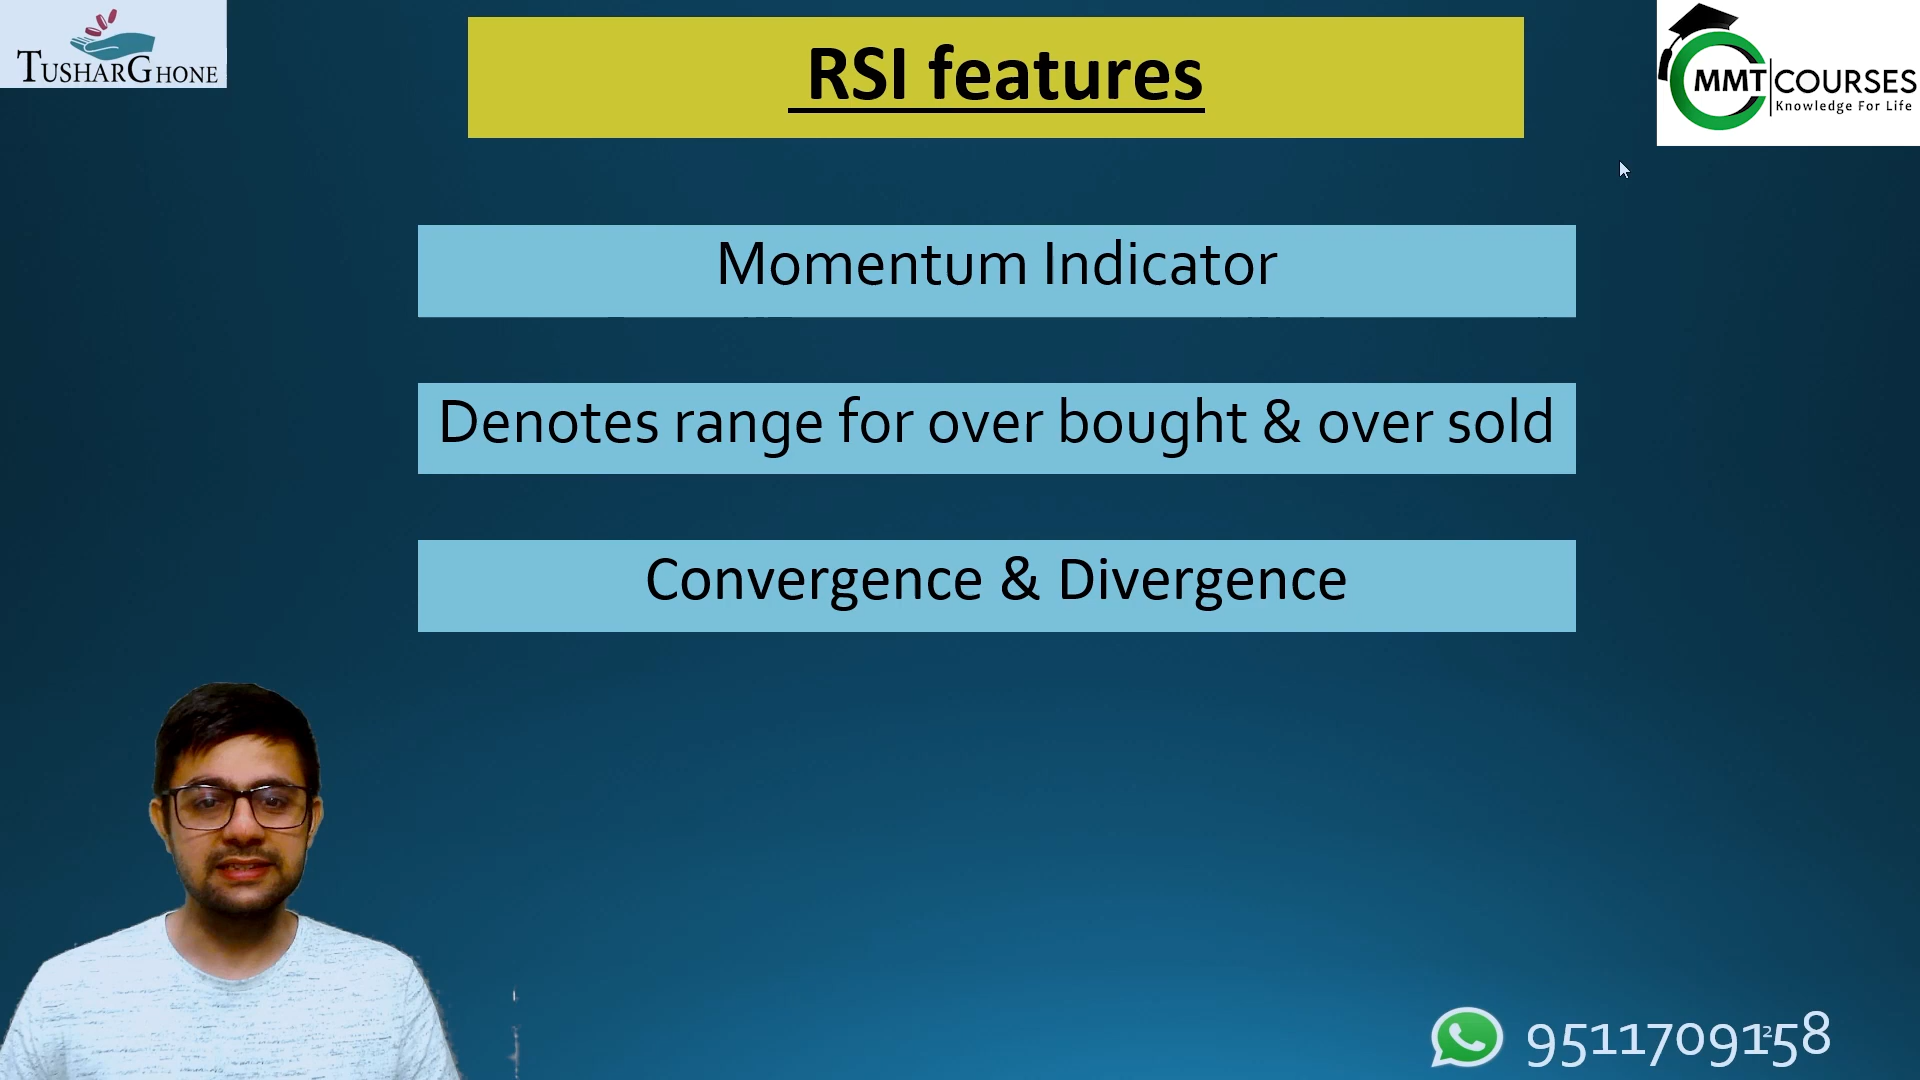 TUSHARGHONE
RSI features
MMT COURSES
Knowledge For Life
Momentum Indicator
Denotes range for over bought & over sold
Convergence & Divergence
9511709158
2